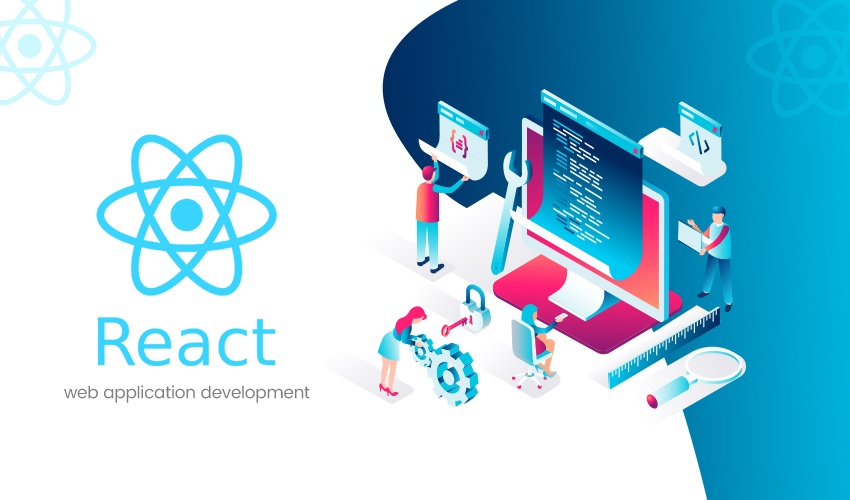 React
web application development
{=}
</>